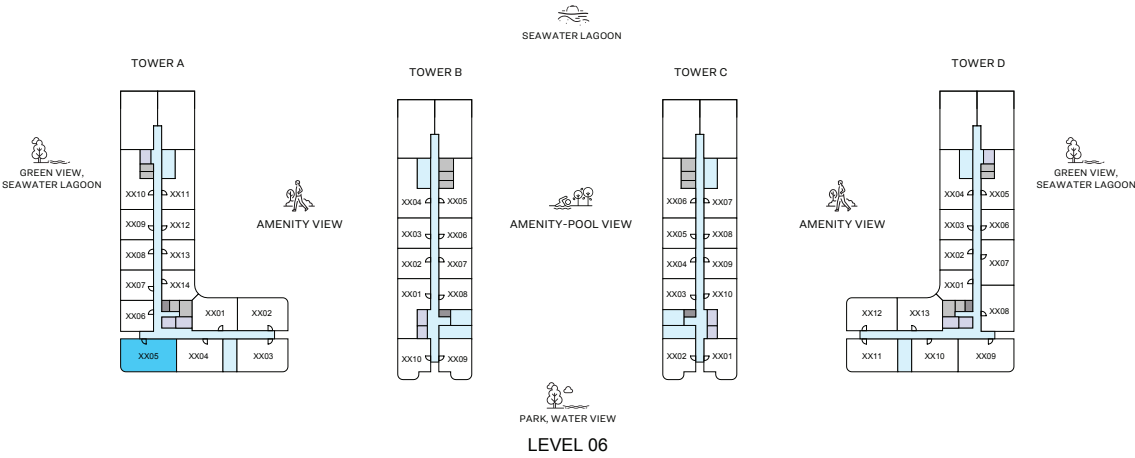 SEAWATER LAGOON
TOWER A
TOWER B
TOWER C
TOWER D
GREEN VIEW,
SEAWATER LAGOON
AMENITY VIEW
AMENITY-POOL VIEW
AMENITY VIEW
GREEN VIEW,
SEAWATER LAGOON
XX10 XX11
XX09 XX12
XX08 XX13
XX07 XX14
XX06 XX01 XX02
XX05 XX04 XX03
XX04 XX05
XX03 XX06
XX02 XX07
XX01 XX08
XX10 XX09
XX06 XX07
XX05 XX08
XX04 XX09
XX03 XX10
XX02 XX01
XX04 XX05
XX03 XX06
XX02 XX07
XX01
XX12 XX13 XX08
XX11 XX10 XX09
PARK, WATER VIEW
LEVEL 06